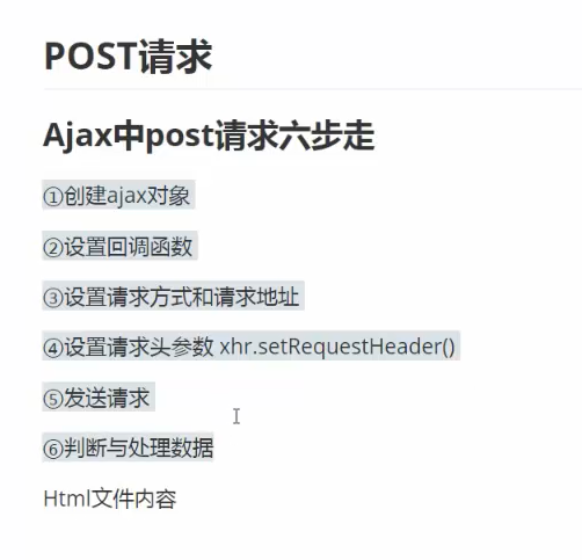 POST请求
Ajax中post请求六步走
①创建ajax对象
②设置回调函数
③设置请求方式和请求地址
④设置请求头参数 xhr.setRequestHeader()
⑤发送请求
⑥判断与处理数据
Html文件内容